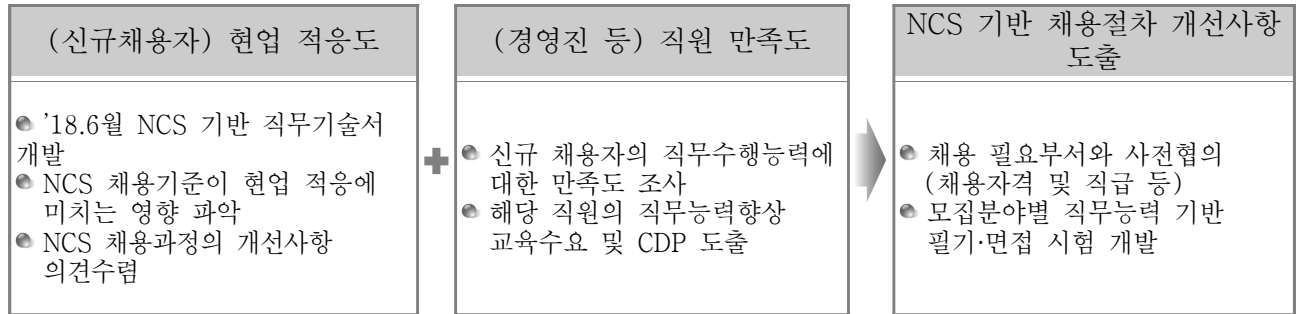 (신규채용자) 현업 적응도
● '18.6월 NCS 기반 직무기술서
개발
● NCS 채용기준이 현업 적응에
미치는 영향 파악
● NCS 채용과정의 개선사항
의견수렴
(경영진 등) 직원 만족도
● 신규 채용자의 직무수행능력에
대한 만족도 조사
● 해당 직원의 직무능력향상
교육수요 및 CDP 도출
NCS 기반 채용절차 개선사항
도출
● 채용 필요부서와 사전협의
(채용자격 및 직급 등)
● 모집분야별 직무능력 기반
필기·면접 시험 개발